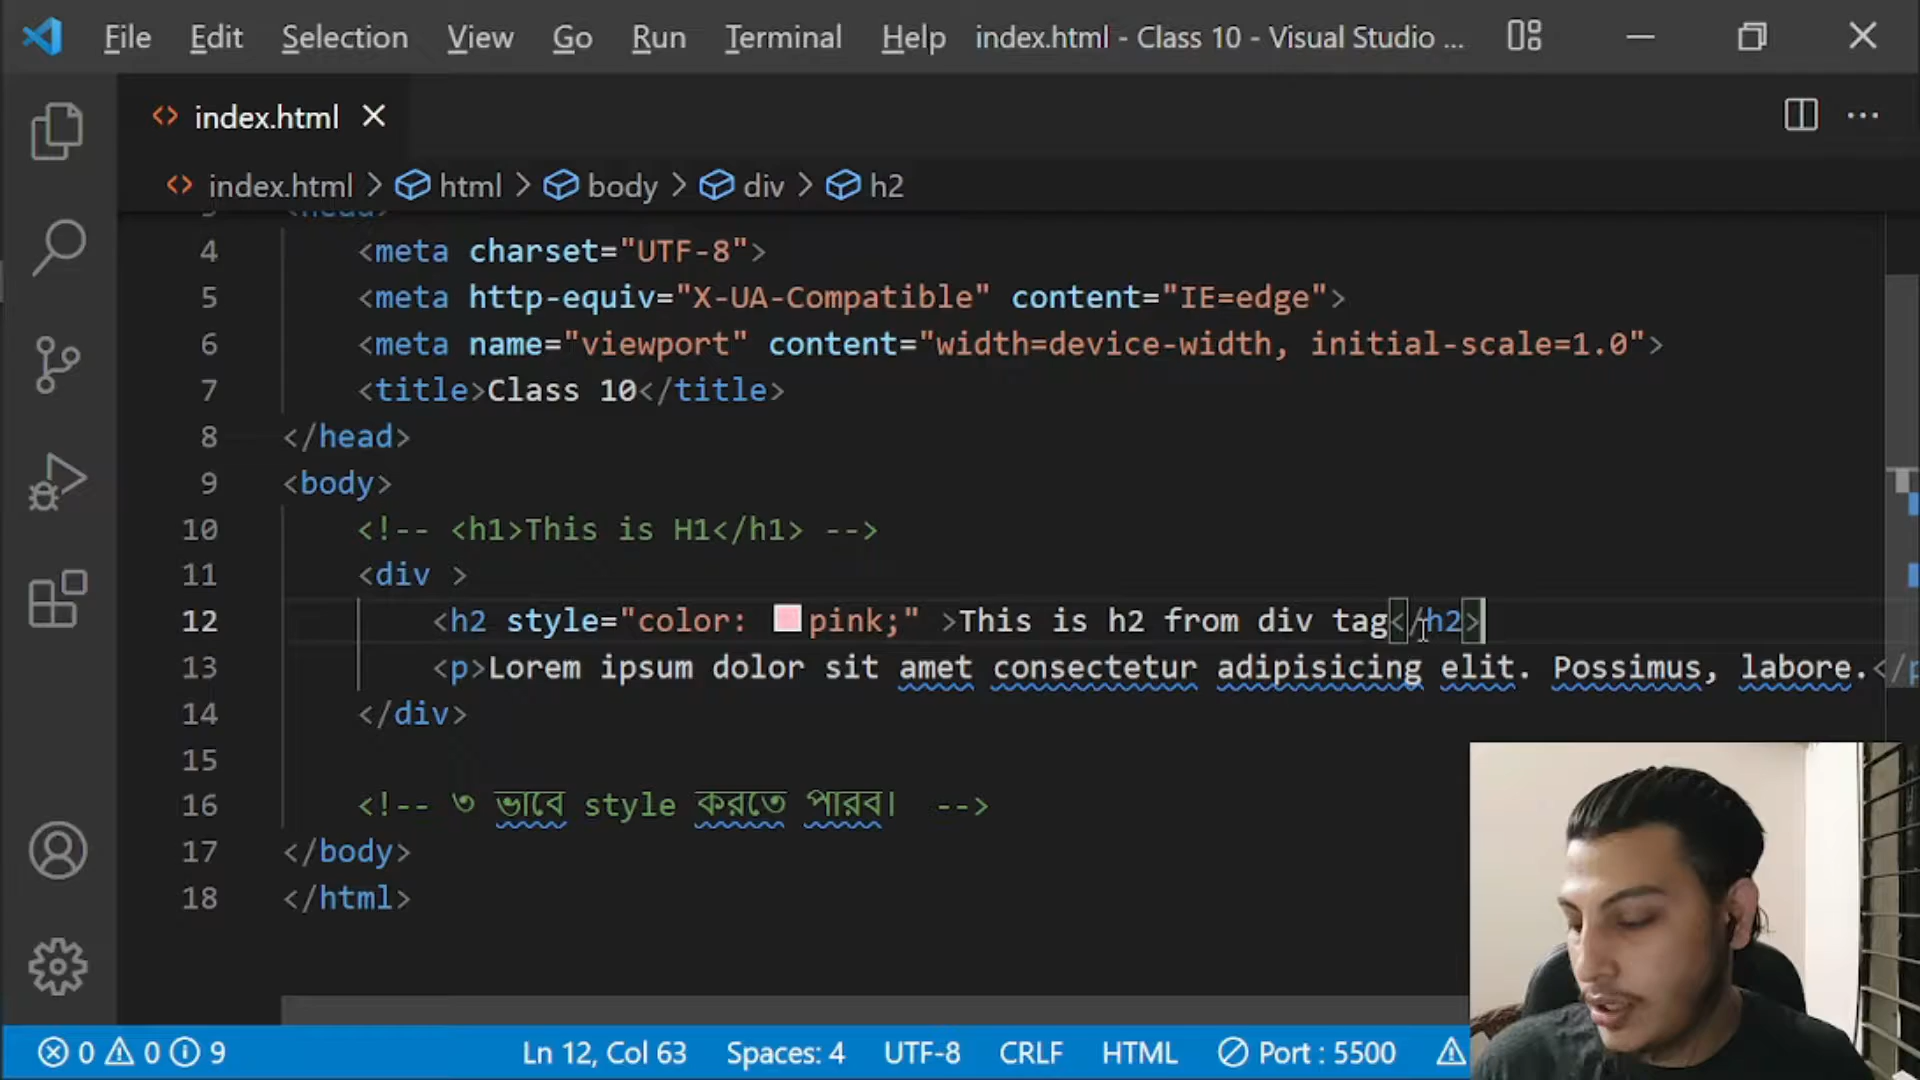 File Edit Selection View Go Run Terminal Help index.html - Class 10 - Visual Studio ...
index.html
index.html > html > body > div > h2
4 <meta charset="UTF-8">
5 <meta http-equiv="X-UA-Compatible" content="IE=edge">
6 <meta name="viewport" content="width=device-width, initial-scale=1.0">
7 <title>Class 10</title>
8 </head>
9 <body>
10 <!-- <h1>This is H1</h1> -->
11 <div >
12 <h2 style="color: pink;" >This is h2 from div tag</h2>
13 <p>Lorem ipsum dolor sit amet consectetur adipisicing elit. Possimus, labore.</p
14 </div>
15
16 <!-- ৩ ভাবে style করতে পারব। -->
17 </body>
18 </html>
0 0 9 Ln 12, Col 63 Spaces: 4 UTF-8 CRLF HTML Port : 5500